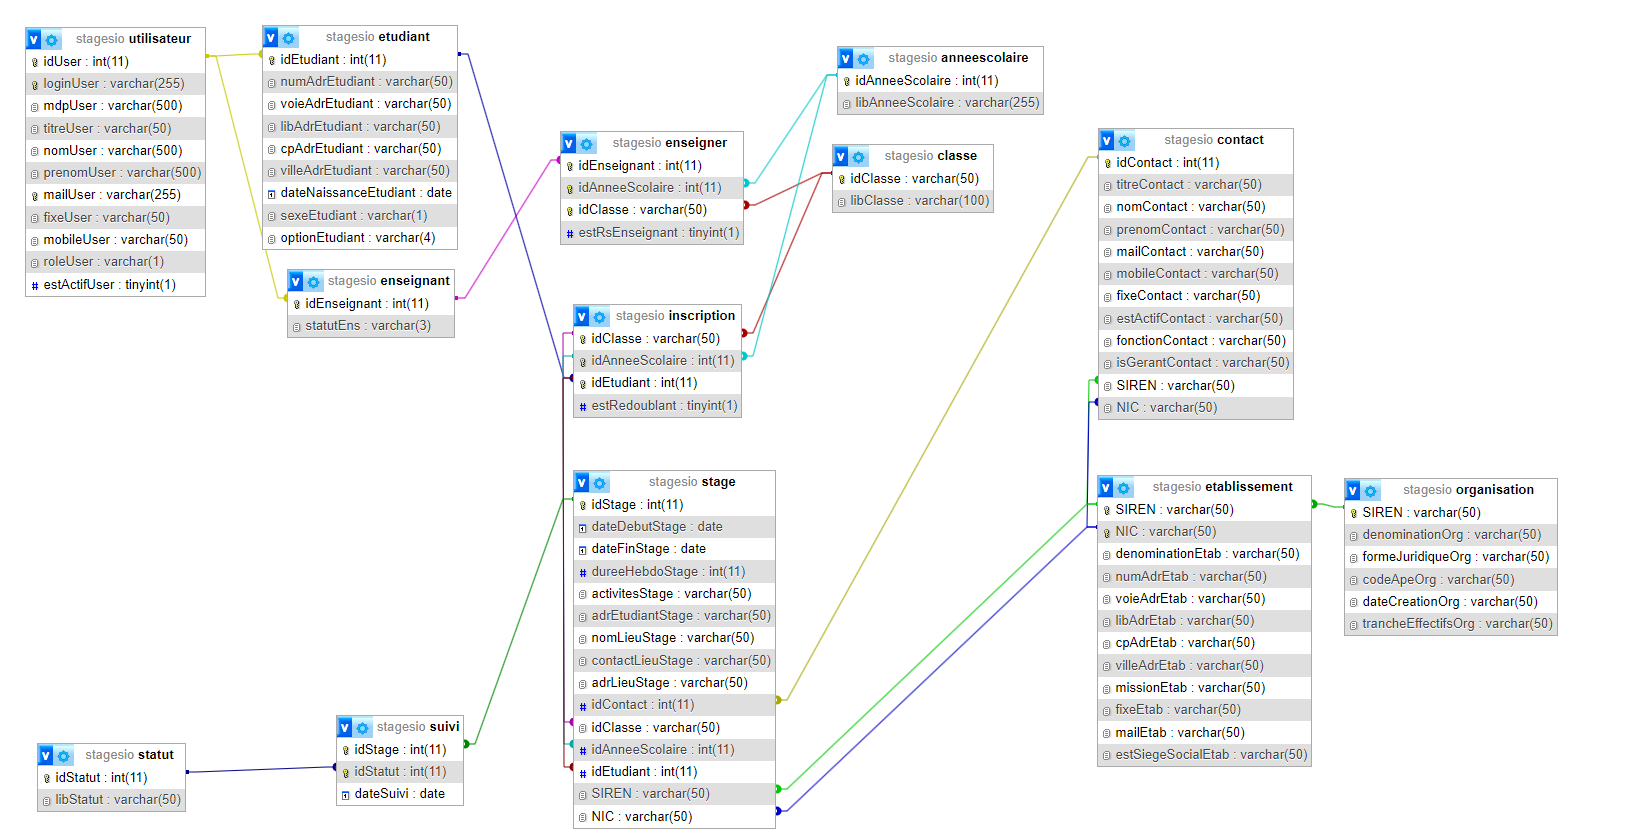 v stagesio utilisateur
idUser : int(11)
loginUser : varchar(255)
mdpUser : varchar(500)
titreUser : varchar(50)
nomUser : varchar(500)
prenomUser : varchar(500)
mailUser : varchar(255)
fixeUser : varchar(50)
mobileUser : varchar(50)
roleUser : varchar(1)
# estActifUser : tinyint(1)
v stagesio etudiant
idEtudiant : int(11)
numAdrEtudiant : varchar(50)
voieAdrEtudiant : varchar(50)
libAdrEtudiant : varchar(50)
cpAdrEtudiant : varchar(50)
villeAdrEtudiant : varchar(50)
dateNaissanceEtudiant : date
sexeEtudiant : varchar(1)
optionEtudiant : varchar(4)
v stagesio enseignant
idEnseignant : int(11)
statutEns : varchar(3)
v stagesio enseigner
idEnseignant : int(11)
idAnneeScolaire : int(11)
idClasse : varchar(50)
# estRsEnseignant : tinyint(1)
v stagesio anneescolaire
idAnneeScolaire : int(11)
libAnneeScolaire : varchar(255)
v stagesio classe
idClasse : varchar(50)
libClasse : varchar(100)
v stagesio inscription
idClasse : varchar(50)
idAnneeScolaire : int(11)
idEtudiant : int(11)
# estRedoublant : tinyint(1)
v stagesio contact
idContact : int(11)
titreContact : varchar(50)
nomContact : varchar(50)
prenomContact : varchar(50)
mailContact : varchar(50)
mobileContact : varchar(50)
fixeContact : varchar(50)
estActifContact : varchar(50)
fonctionContact : varchar(50)
isGerantContact : varchar(50)
SIREN : varchar(50)
NIC : varchar(50)
v stagesio stage
idStage : int(11)
dateDebutStage : date
dateFinStage : date
# dureeHebdoStage : int(11)
activitesStage : varchar(50)
adrEtudiantStage : varchar(50)
nomLieuStage : varchar(50)
contactLieuStage : varchar(50)
adrLieuStage : varchar(50)
# idContact : int(11)
idClasse : varchar(50)
# idAnneeScolaire : int(11)
# idEtudiant : int(11)
SIREN : varchar(50)
NIC : varchar(50)
v stagesio etablissement
SIREN : varchar(50)
NIC : varchar(50)
denominationEtab : varchar(50)
numAdrEtab : varchar(50)
voieAdrEtab : varchar(50)
libAdrEtab : varchar(50)
cpAdrEtab : varchar(50)
villeAdrEtab : varchar(50)
missionEtab : varchar(50)
fixeEtab : varchar(50)
mailEtab : varchar(50)
estSiegeSocialEtab : varchar(50)
v stagesio organisation
SIREN : varchar(50)
denominationOrg : varchar(50)
formeJuridiqueOrg : varchar(50)
codeApeOrg : varchar(50)
dateCreationOrg : varchar(50)
trancheEffectifsOrg : varchar(50)
v stagesio suivi
idStage : int(11)
idStatut : int(11)
dateSuivi : date
v stagesio statut
idStatut : int(11)
libStatut : varchar(50)